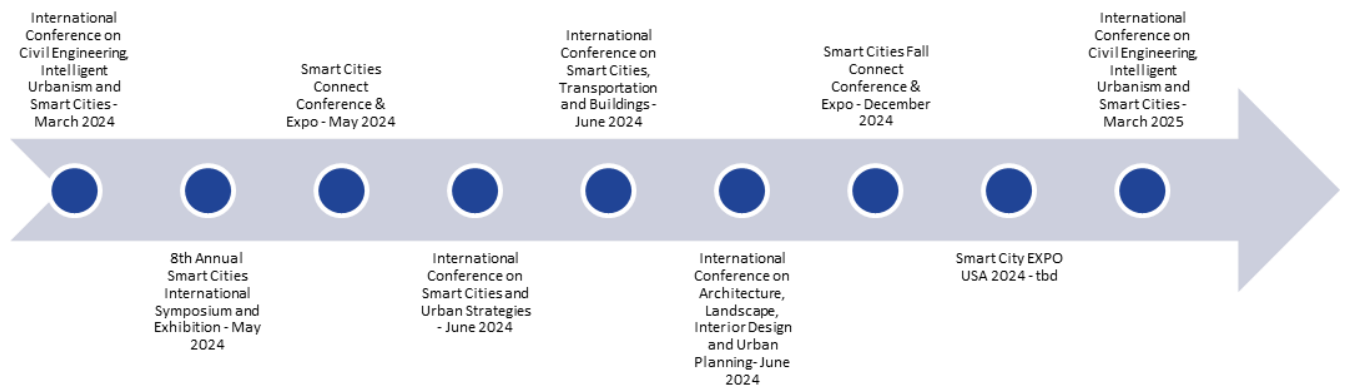 International
Conference on
Civil Engineering,
Intelligent
Urbanism and
Smart Cities -
March 2024
8th Annual
Smart Cities
International
Symposium and
Exhibition - May
2024
Smart Cities
Connect
Conference &
Expo - May 2024
International
Conference on
Smart Cities and
Urban Strategies
- June 2024
International
Conference on
Smart Cities,
Transportation
and Buildings -
June 2024
International
Conference on
Architecture,
Landscape,
Interior Design
and Urban
Planning- June
2024
Smart Cities Fall
Connect
Conference &
Expo - December
2024
Smart City EXPO
USA 2024 - tbd
International
Conference on
Civil Engineering,
Intelligent
Urbanism and
Smart Cities -
March 2025